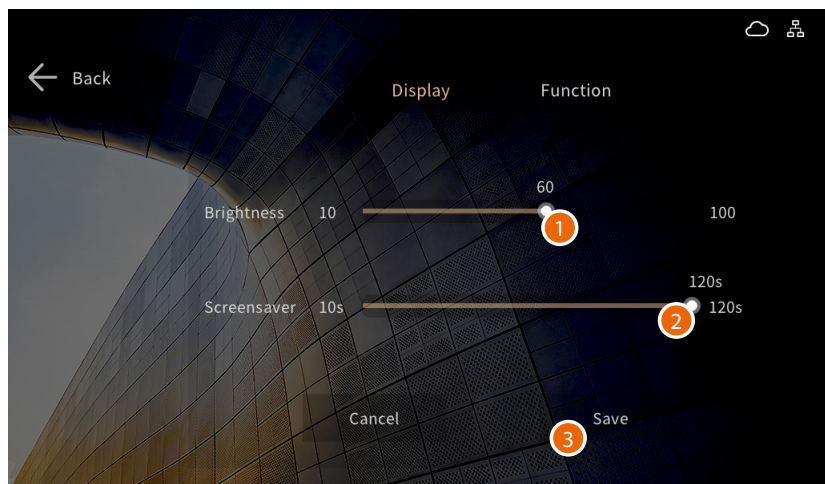 Back
Display Function
60
Brightness 10 100
1
120s
Screensaver 10s 120s
2
Cancel Save
3